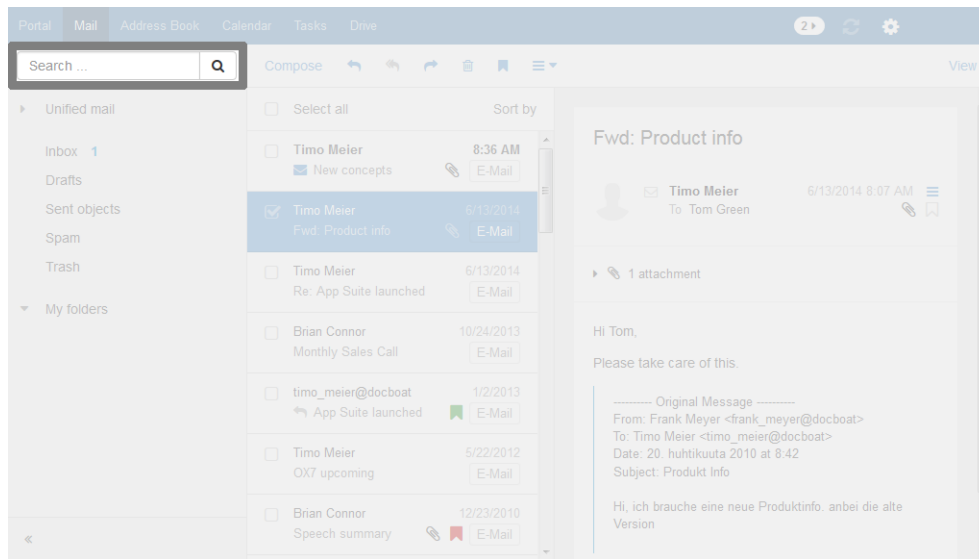 Portal Mail Address Book Calendar Tasks Drive 2
Search ...
Compose View
Unified mail
Inbox 1
Drafts
Sent objects
Spam
Trash
My folders
Select all Sort by
Timo Meier 8:36 AM
New concepts E-Mail
Timo Meier 6/13/2014
Fwd: Product info E-Mail
Timo Meier 6/13/2014
Re: App Suite launched E-Mail
Brian Connor 10/24/2013
Monthly Sales Call E-Mail
timo_meier@docboat 1/2/2013
App Suite launched E-Mail
Timo Meier 5/22/2012
OX7 upcoming E-Mail
Brian Connor 12/23/2010
Speech summary E-Mail
Fwd: Product info
Timo Meier 6/13/2014 8:07 AM
To Tom Green
1 attachment
Hi Tom,
Please take care of this.
---------- Original Message ----------
From: Frank Meyer <frank_meyer@docboat>
To: Timo Meier <timo_meier@docboat>
Date: 20. huhtikuuta 2010 at 8:42
Subject: Produkt Info
Hi, ich brauche eine neue Produktinfo. anbei die alte
Version